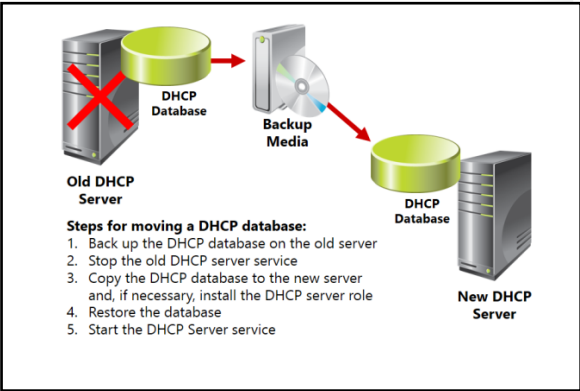 DHCP
Database
Backup
Media
Old DHCP
Server
DHCP
Database
New DHCP
Server
Steps for moving a DHCP database:
1. Back up the DHCP database on the old server
2. Stop the old DHCP server service
3. Copy the DHCP database to the new server
and, if necessary, install the DHCP server role
4. Restore the database
5. Start the DHCP Server service